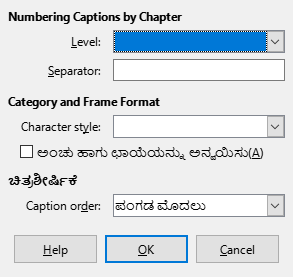 Numbering Captions by Chapter
Level:
Separator:
Category and Frame Format
Character style:
ಅಂಚು ಹಾಗು ಛಾಯೆಯನ್ನು ಅನ್ವಯಿಸು(A)
ಚಿತ್ರಶೀರ್ಷಿಕೆ
Caption order: ಪಂಗಡ ಮೊದಲು
Help OK Cancel